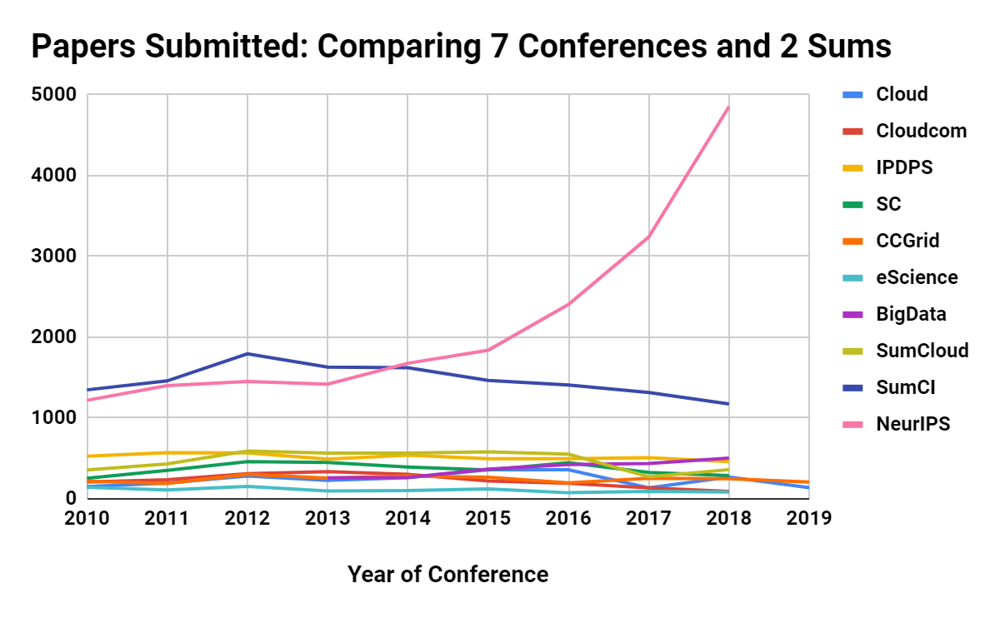 Papers Submitted: Comparing 7 Conferences and 2 Sums
5000
4000
3000
2000
1000
0
2010 2011 2012 2013 2014 2015 2016 2017 2018 2019
Year of Conference
Cloud
Cloudcom
IPDPS
SC
CCGrid
eScience
BigData
SumCloud
SumCI
NeurIPS